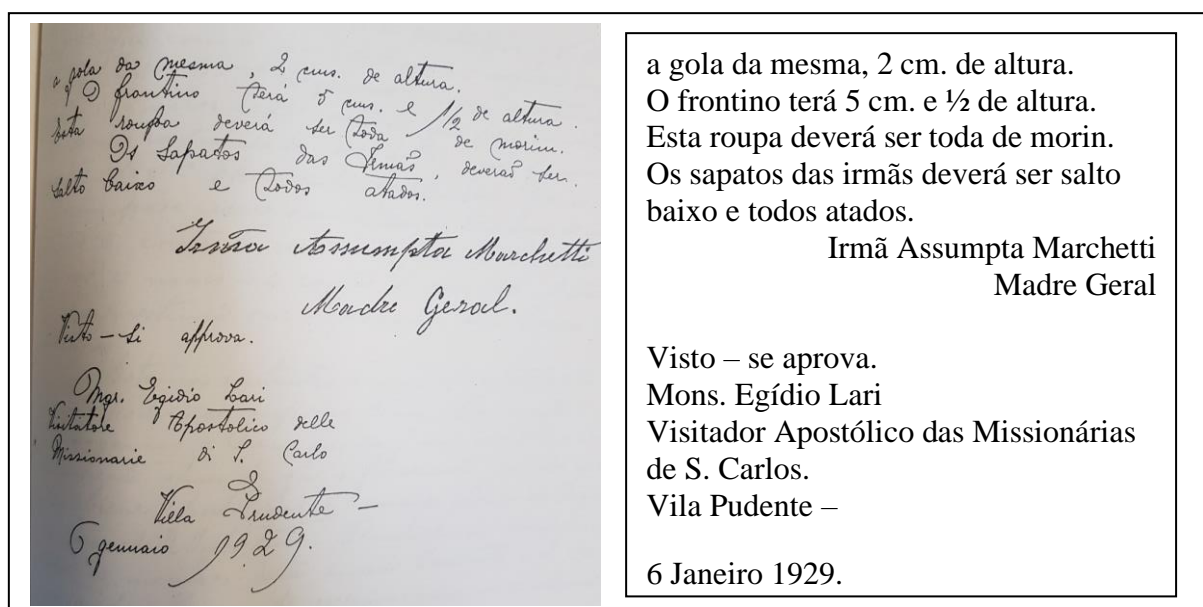 a gola da mesma, 2 cms. de altura.
O frontino terá 5 cms. e 1/2 de altura.
Esta roupa deverá ser toda de morim.
Os sapatos das Irmãs, deverão ser.
salto baixo e todos atados.
Irmã Assumpta Marchetti
Madre Geral.
Visto – si approva.
Mgr. Egidio Lari
Visitatore Apostolico delle
Missionarie di S. Carlo
Villa Prudente –
6 gennaio 1929.
a gola da mesma, 2 cm. de altura.
O frontino terá 5 cm. e ½ de altura.
Esta roupa deverá ser toda de morin.
Os sapatos das irmãs deverá ser salto
baixo e todos atados.
Irmã Assumpta Marchetti
Madre Geral
Visto – se aprova.
Mons. Egídio Lari
Visitador Apostólico das Missionárias
de S. Carlos.
Vila Pudente –
6 Janeiro 1929.